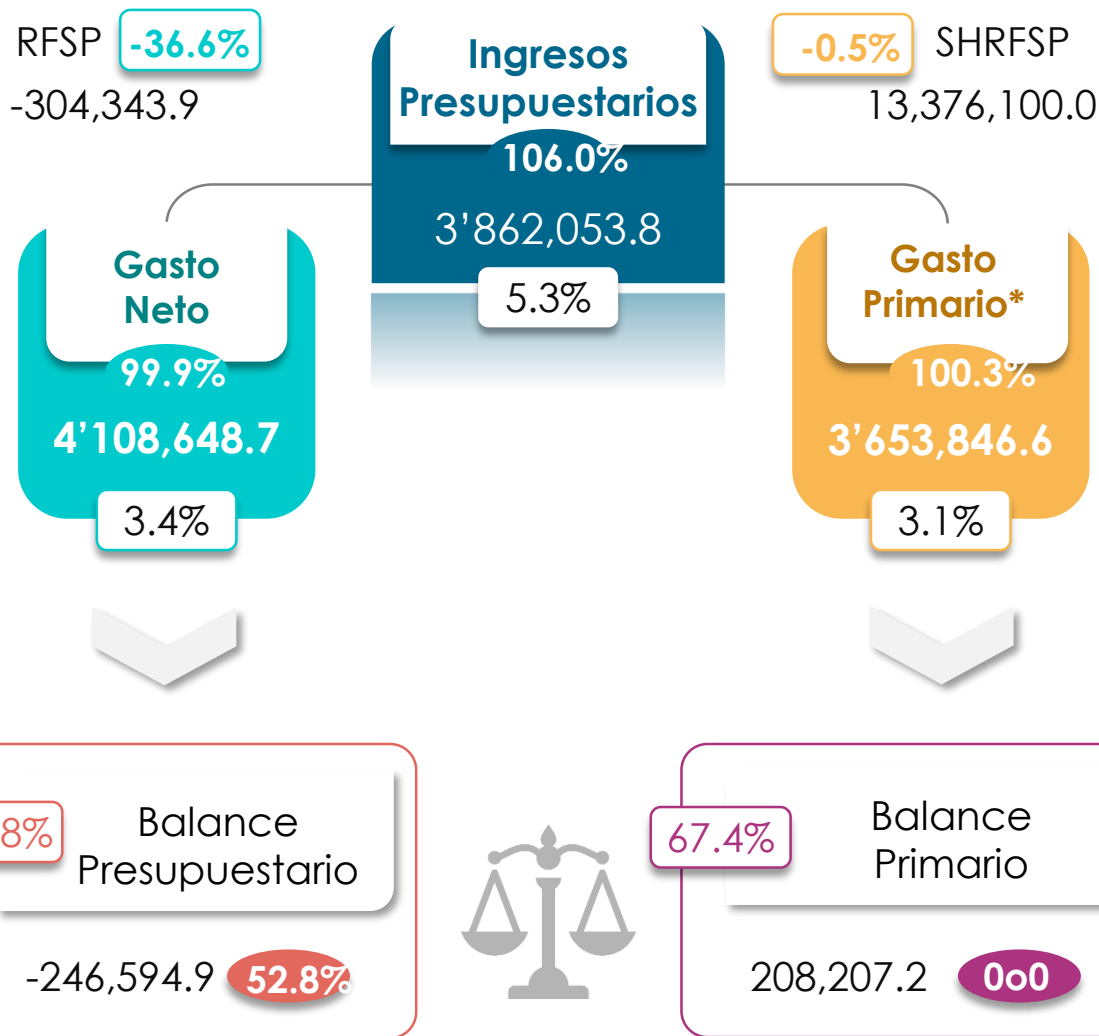 RFSP -36.6%
-304,343.9
Ingresos
Presupuestarios
106.0%
3’862,053.8
5.3%
-0.5% SHRFSP
13,376,100.0
Gasto
Neto
99.9%
4’108,648.7
3.4%
Gasto
Primario*
100.3%
3’653,846.6
3.1%
8%
Balance
Presupuestario
-246,594.9 52.8%
67.4%
Balance
Primario
208,207.2 0o0